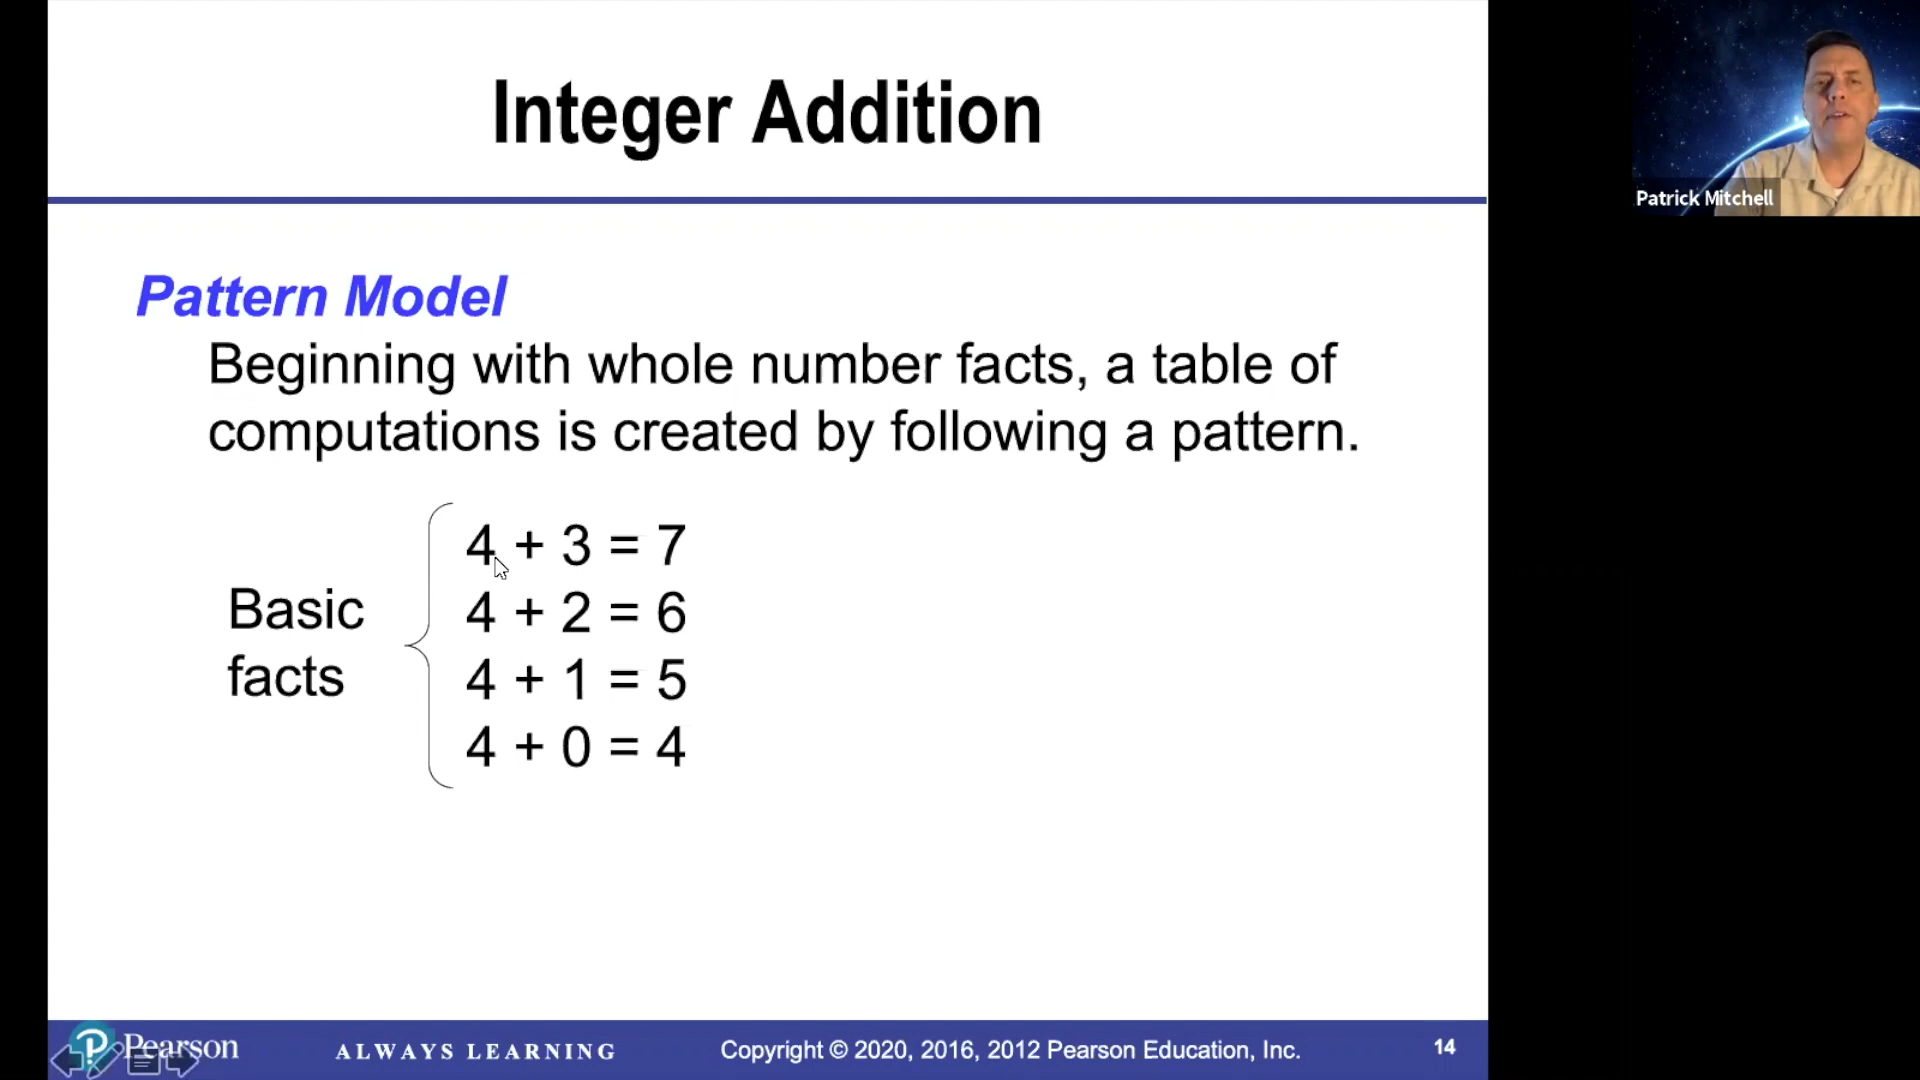 Integer Addition
Patrick Mitchell
Pattern Model
Beginning with whole number facts, a table of
computations is created by following a pattern.
4 + 3 = 7
4 + 2 = 6
4 + 1 = 5
4 + 0 = 4
Basic
facts
Pearson
ALWAYS LEARNING
Copyright © 2020, 2016, 2012 Pearson Education, Inc.
14